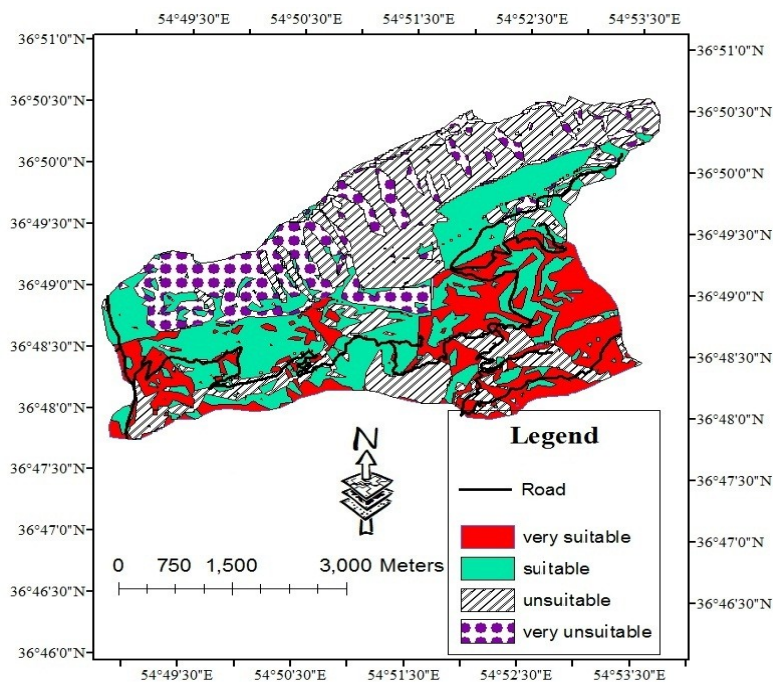 54°49'30"E 54°50'30"E 54°51'30"E 54°52'30"E 54°53'30"E
36°51'0"N 36°51'0"N
36°50'30"N 36°50'30"N
36°50'0"N 36°50'0"N
36°49'30"N 36°49'30"N
36°49'0"N 36°49'0"N
36°48'30"N 36°48'30"N
36°48'0"N 36°48'0"N
36°47'30"N 36°47'30"N
36°47'0"N 36°47'0"N
36°46'30"N 36°46'30"N
36°46'0"N
N
0 750 1,500 3,000 Meters
Legend
Road
very suitable
suitable
unsuitable
very unsuitable
54°49'30"E 54°50'30"E 54°51'30"E 54°52'30"E 54°53'30"E